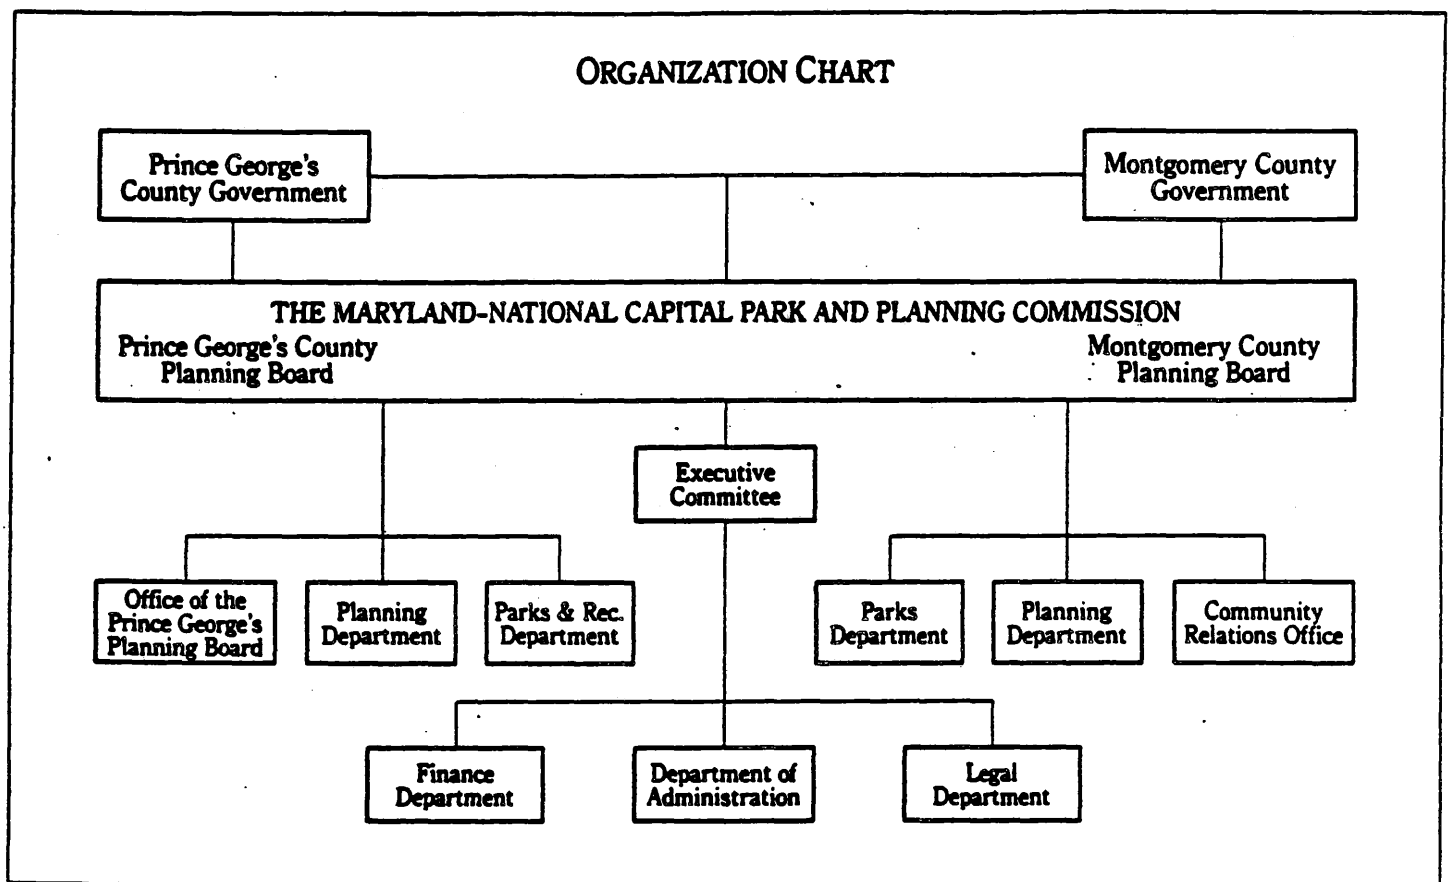 ORGANIZATION CHART
Prince George's
County Government
Montgomery County
Government
THE MARYLAND-NATIONAL CAPITAL PARK AND PLANNING COMMISSION
Prince George's County
Planning Board
Montgomery County
Planning Board
Executive
Committee
Office of the
Prince George's
Planning Board
Planning
Department
Parks & Rec.
Department
Parks
Department
Planning
Department
Community
Relations Office
Finance
Department
Department of
Administration
Legal
Department